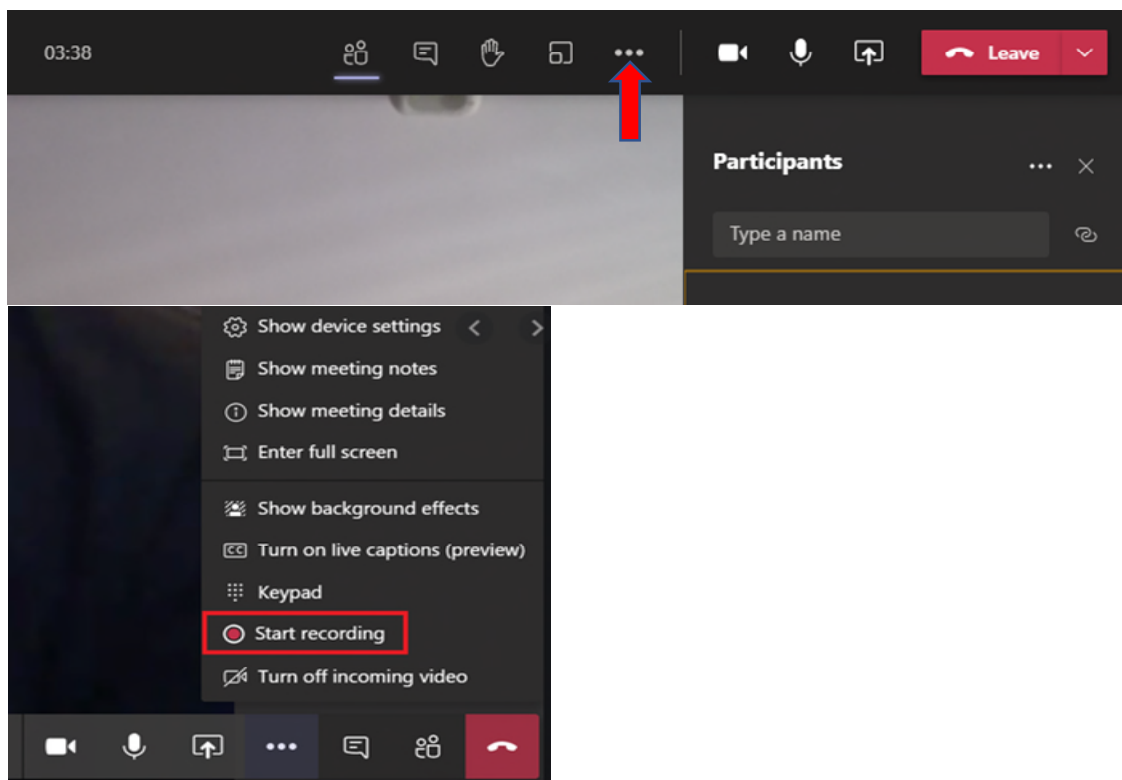 03:38
Leave
Participants
Type a name
Show device settings
Show meeting notes
Show meeting details
Enter full screen
Show background effects
CC Turn on live captions (preview)
Keypad
Start recording
Turn off incoming video